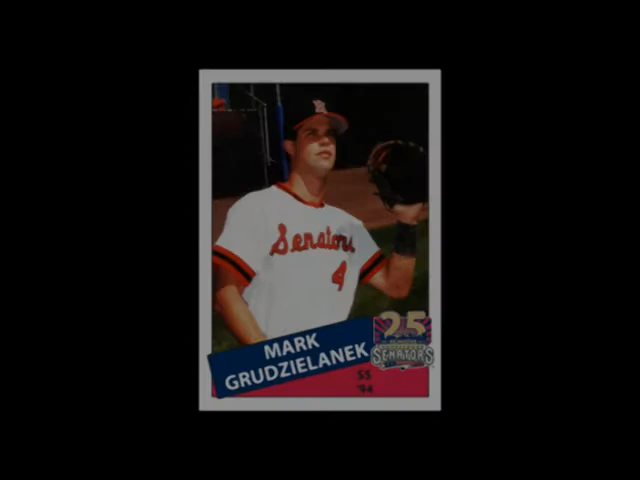 Senators
4
25
SENATORS
MARK
GRUDZIELANEK
SS
'94